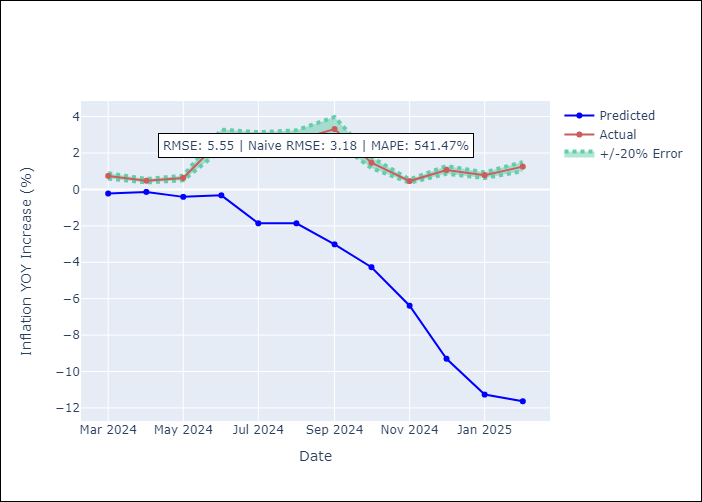 4
2
0
−2
−4
−6
−8
−10
−12
Inflation YOY Increase (%)
RMSE: 5.55 | Naive RMSE: 3.18 | MAPE: 541.47%
Predicted
Actual
+/-20% Error
Mar 2024 May 2024 Jul 2024 Sep 2024 Nov 2024 Jan 2025
Date